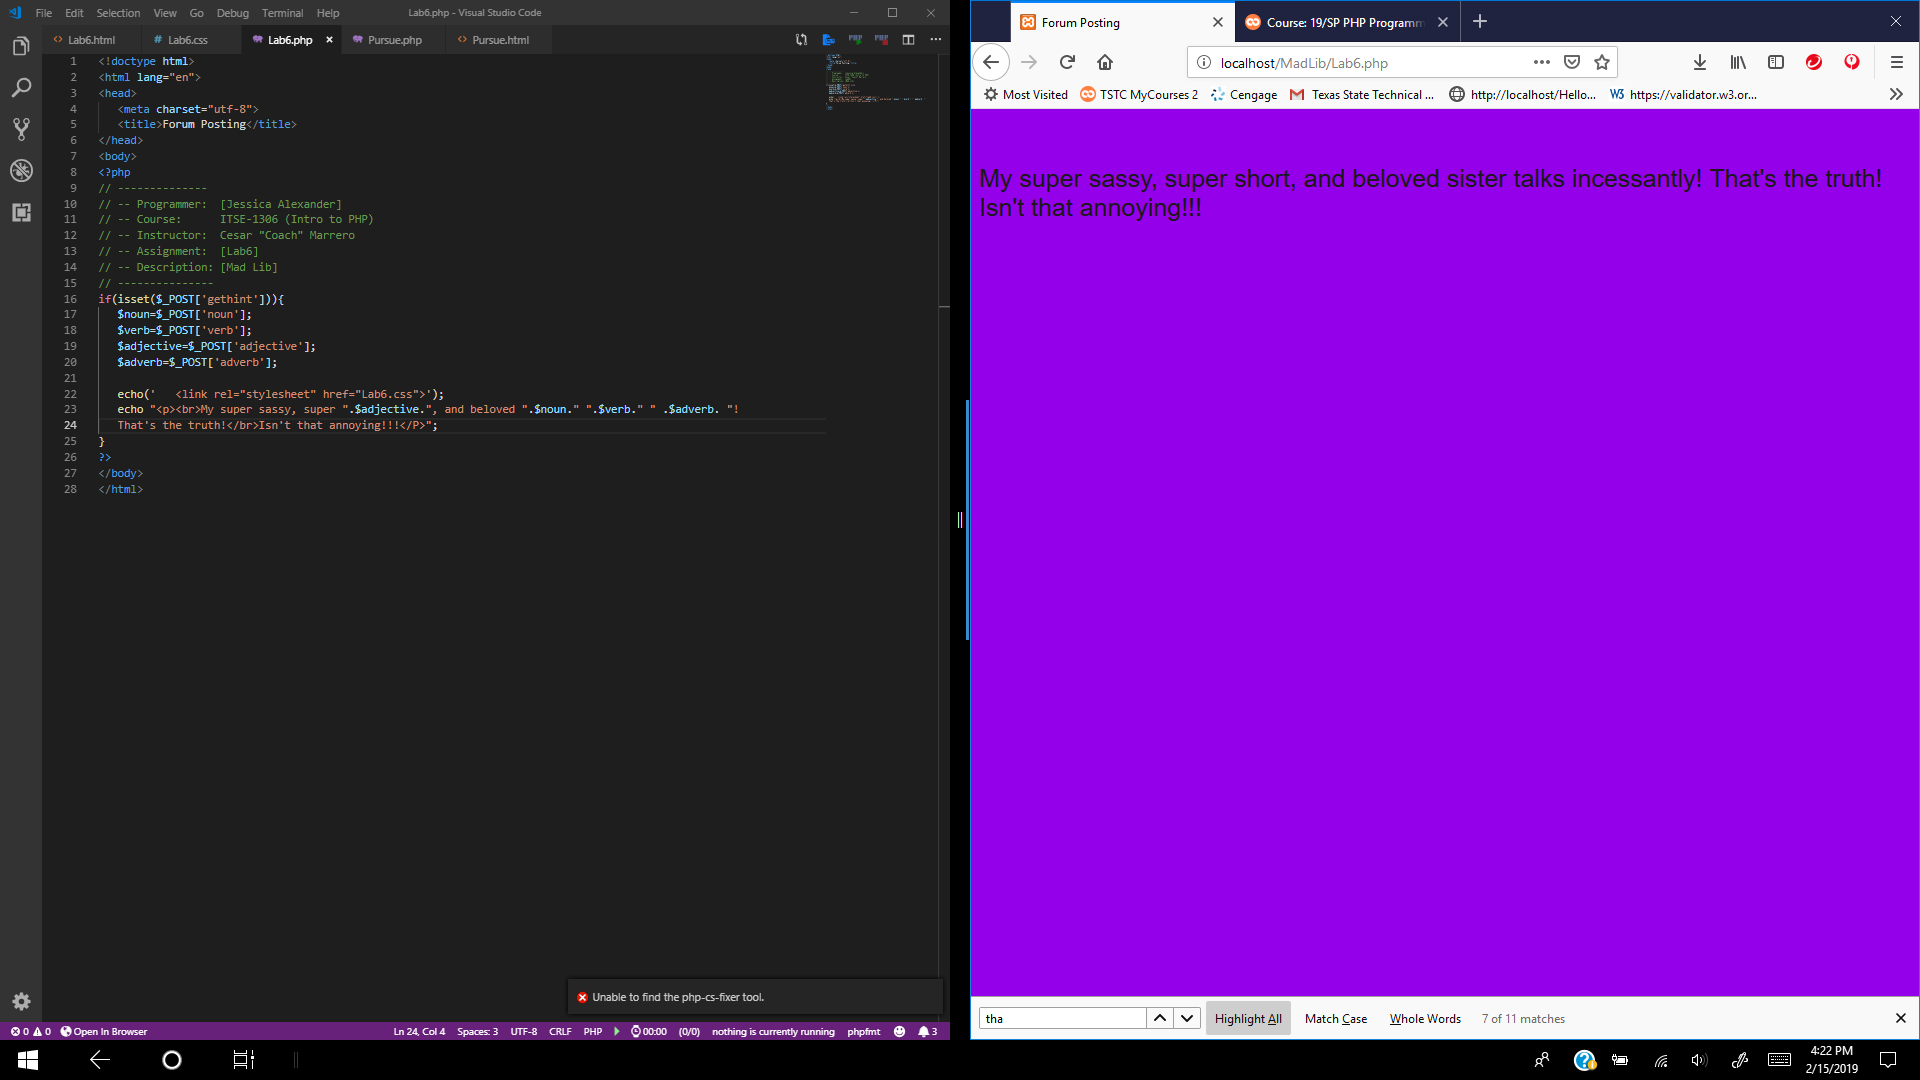 File Edit Selection View Go Debug Terminal Help Lab6.php - Visual Studio Code
Lab6.html Lab6.css Lab6.php Pursue.php Pursue.html
1 <!doctype html>
2 <html lang="en">
3 <head>
4 <meta charset="utf-8">
5 <title>Forum Posting</title>
6 </head>
7 <body>
8 <?php
9 // --------------
10 // -- Programmer: [Jessica Alexander]
11 // -- Course: ITSE-1306 (Intro to PHP)
12 // -- Instructor: Cesar "Coach" Marrero
13 // -- Assignment: [Lab6]
14 // -- Description: [Mad Lib]
15 // ---------------
16 if(isset($_POST['gethint'])){
17 $noun=$_POST['noun'];
18 $verb=$_POST['verb'];
19 $adjective=$_POST['adjective'];
20 $adverb=$_POST['adverb'];
21
22 echo('   <link rel="stylesheet" href="Lab6.css">');
23 echo "<p><br>My super sassy, super ".$adjective.", and beloved ".$noun." ".$verb." " .$adverb. "!
24 That's the truth!</br>Isn't that annoying!!!</P>";
25 }
26 ?>
27 </body>
28 </html>
Unable to find the php-cs-fixer tool.
0 0 Open In Browser Ln 24, Col 4 Spaces: 3 UTF-8 CRLF PHP 00:00 (0/0) nothing is currently running phpfmt 3
Forum Posting Course: 19/SP PHP Programm
localhost/MadLib/Lab6.php
Most Visited TSTC MyCourses 2 Cengage Texas State Technical ... http://localhost/Hello... W3 https://validator.w3.or...
My super sassy, super short, and beloved sister talks incessantly! That's the truth!
Isn't that annoying!!!
tha Highlight All Match Case Whole Words 7 of 11 matches
4:22 PM
2/15/2019